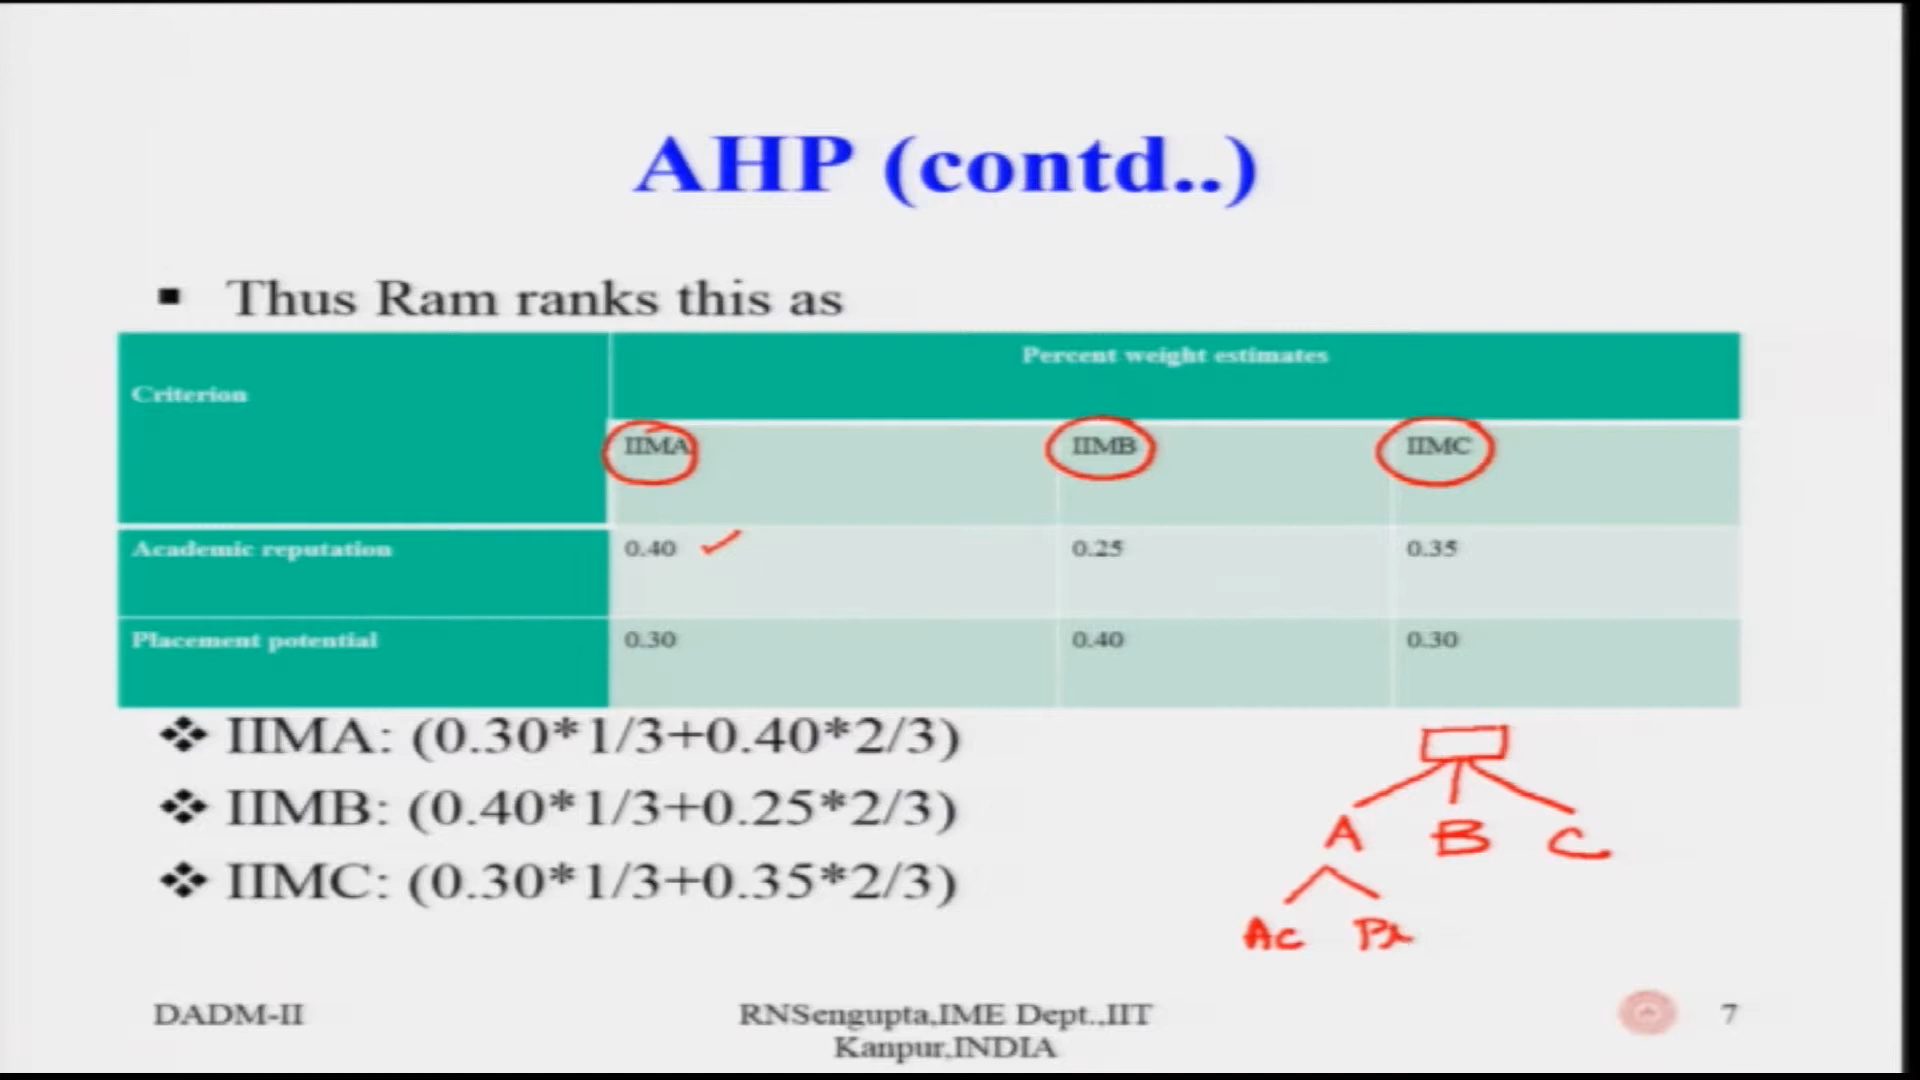 AHP (contd..)
▪ Thus Ram ranks this as
Percent weight estimates
Criterion
IIMA IIMB IIMC
Academic reputation 0.40 ✓ 0.25 0.35
Placement potential 0.30 0.40 0.30
❖ IIMA: (0.30*1/3+0.40*2/3)
❖ IIMB: (0.40*1/3+0.25*2/3)
❖ IIMC: (0.30*1/3+0.35*2/3)
A B C
Ac
DADM-II
RNSengupta,IME Dept.,IIT
Kanpur,INDIA
7